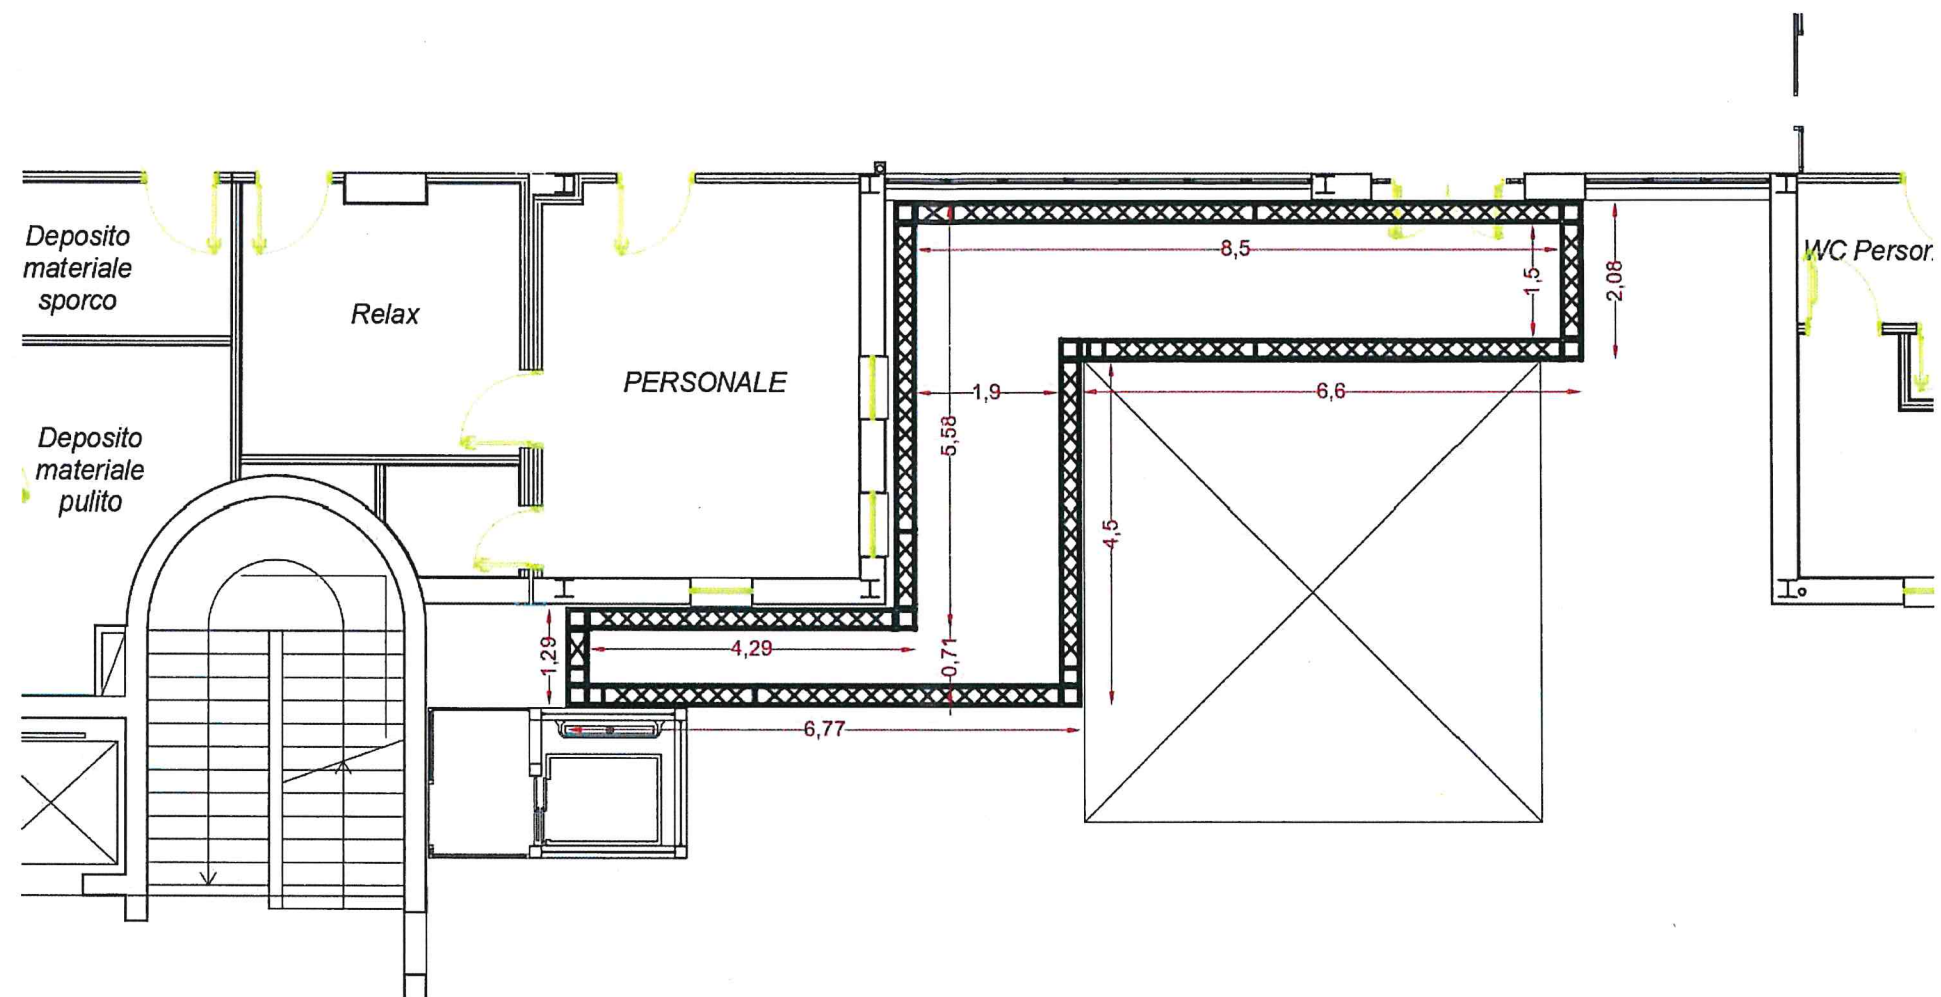 Deposito
materiale
sporco
Relax
PERSONALE
Deposito
materiale
pulito
WC Person
8,5
1,5
2,08
1,9
6,6
5,58
4,5
1,29
4,29
0,71
6,77